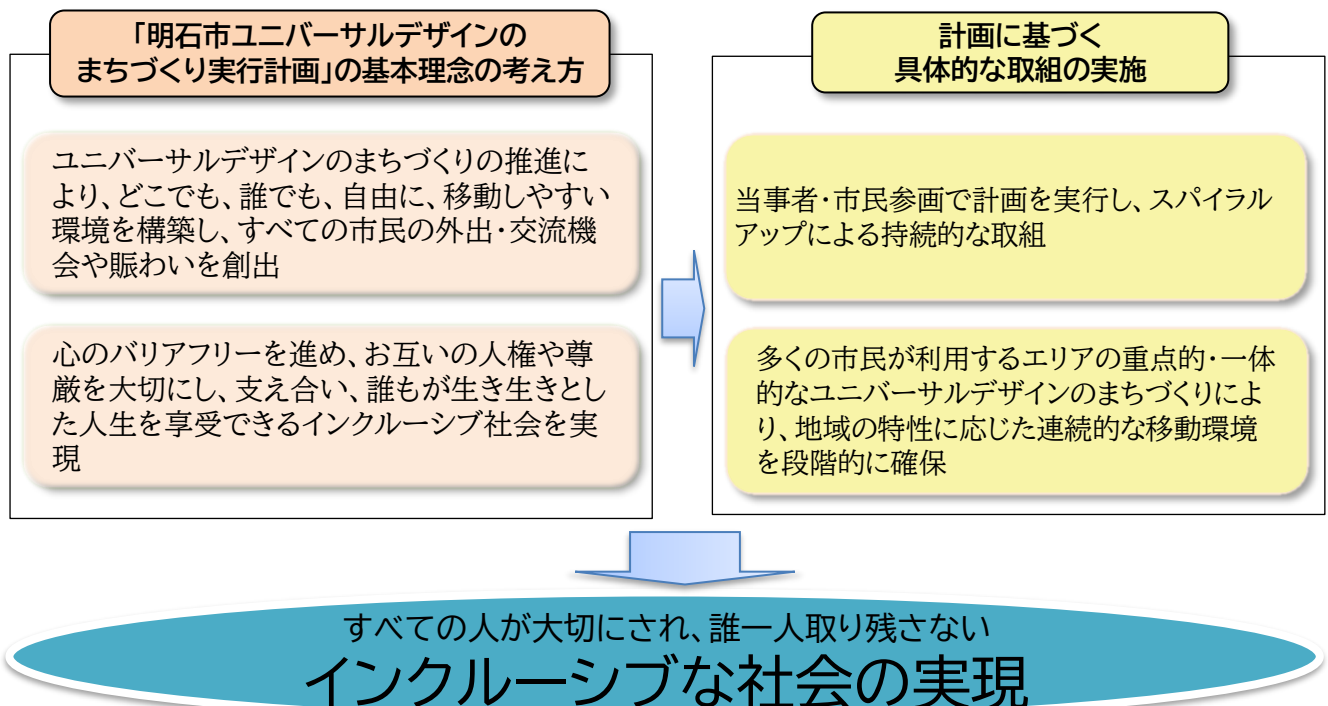 「明石市ユニバーサルデザインの
まちづくり実行計画」の基本理念の考え方
ユニバーサルデザインのまちづくりの推進に
より、どこでも、誰でも、自由に、移動しやすい
環境を構築し、すべての市民の外出・交流機
会や賑わいを創出
心のバリアフリーを進め、お互いの人権や尊
厳を大切にし、支え合い、誰もが生き生きとし
た人生を享受できるインクルーシブ社会を実
現
計画に基づく
具体的な取組の実施
当事者・市民参画で計画を実行し、スパイラル
アップによる持続的な取組
多くの市民が利用するエリアの重点的・一体
的なユニバーサルデザインのまちづくりによ
り、地域の特性に応じた連続的な移動環境
を段階的に確保
すべての人が大切にされ、誰一人取り残さない
インクルーシブな社会の実現